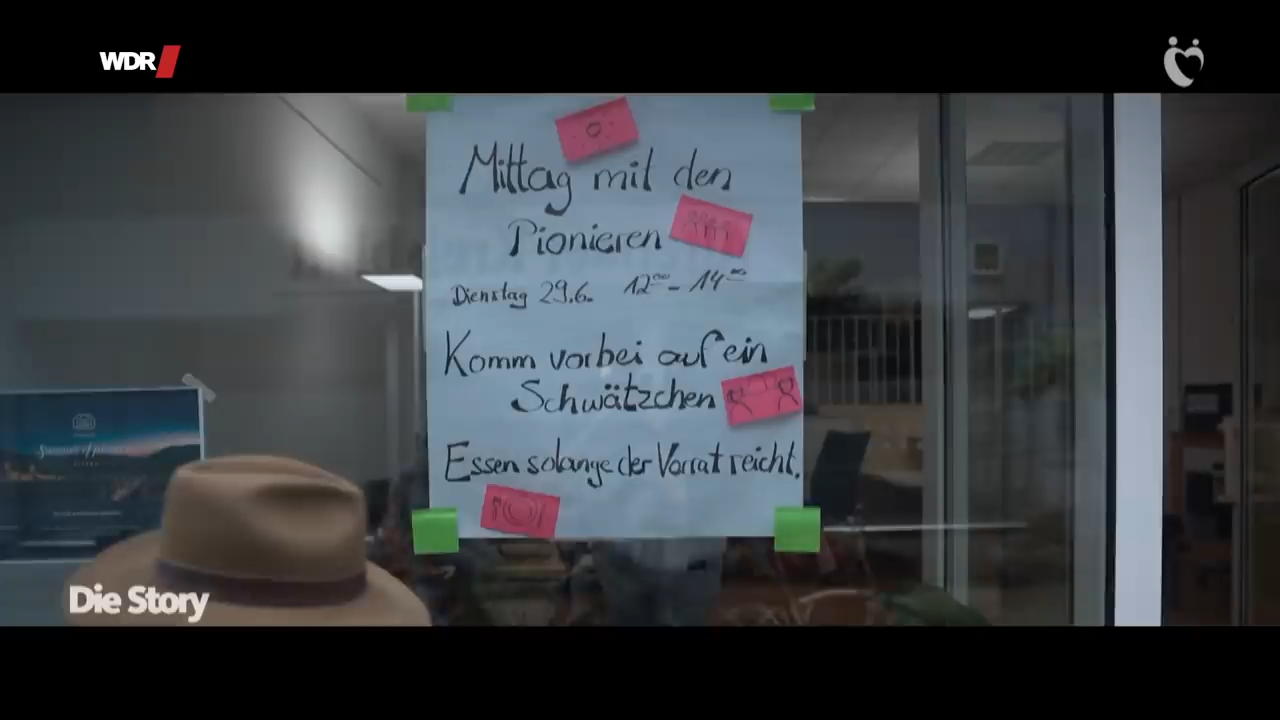 WDR
Mittag mit den
Pionieren
Dienstag 29.6. 12⁰⁰ - 14⁰⁰
Komm vorbei auf ein
Schwätzchen
Essen solange der Vorrat reicht.
Die Story